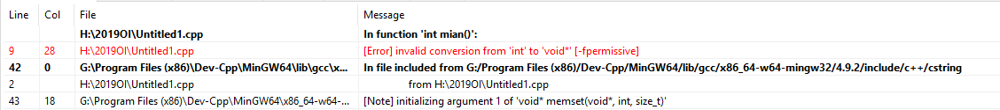 Line Col File Message
H:\2019OI\Untitled1.cpp In function 'int mian()':
9 28 H:\2019OI\Untitled1.cpp [Error] invalid conversion from 'int' to 'void*' [-fpermissive]
42 0 G:\Program Files (x86)\Dev-Cpp\MinGW64\lib\gcc\x... In file included from G:/Program Files (x86)/Dev-Cpp/MinGW64/lib/gcc/x86_64-w64-mingw32/4.9.2/include/c++/cstring
2 H:\2019OI\Untitled1.cpp from H:\2019OI\Untitled1.cpp
43 18 G:\Program Files (x86)\Dev-Cpp\MinGW64\x86_64-w64-... [Note] initializing argument 1 of 'void* memset(void*, int, size_t)'